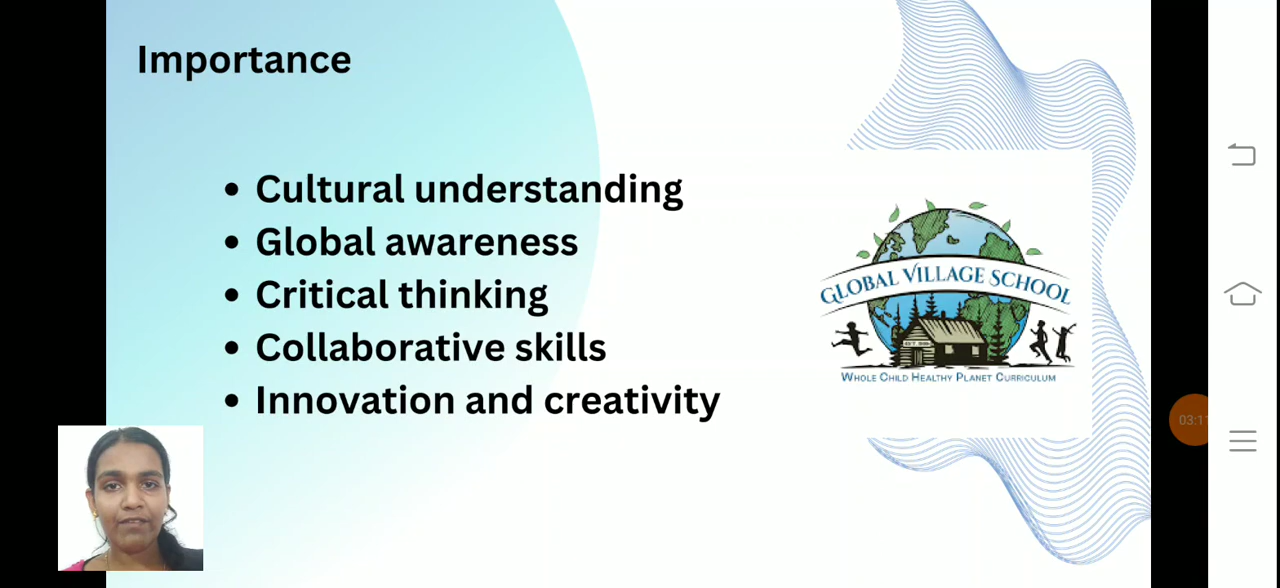 Importance
• Cultural understanding
• Global awareness
• Critical thinking
• Collaborative skills
• Innovation and creativity
GLOBAL VILLAGE SCHOOL
WHOLE CHILD HEALTHY PLANET CURRICULUM